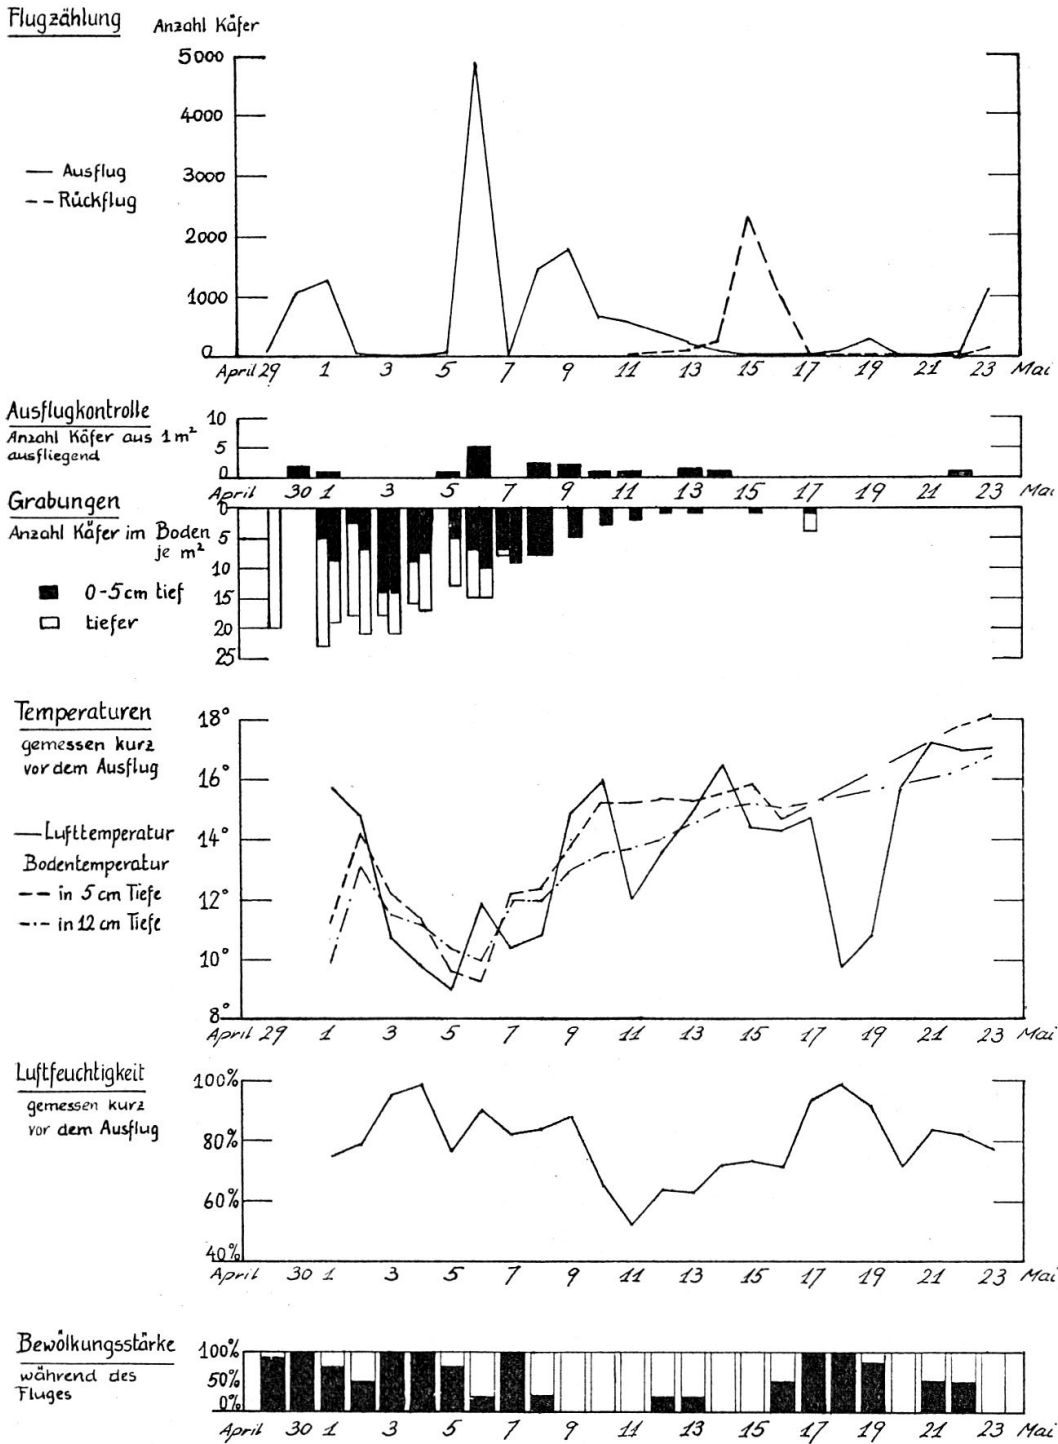 Flugzählung
Anzahl Käfer
5000
4000
3000
2000
1000
0
— Ausflug
-- Rückflug
April 29 1 3 5 7 9 11 13 15 17 19 21 23 Mai
Ausflugkontrolle
Anzahl Käfer aus 1m²
ausfliegend
10
5
0
April 30 1 3 5 7 9 11 13 15 17 19 21 23 Mai
Grabungen
Anzahl Käfer im Boden
je m²
0
5
10
15
20
25
0-5cm tief
tiefer
Temperaturen
gemessen kurz
vor dem Ausflug
18°
16°
14°
12°
10°
8°
— Lufttemperatur
Bodentemperatur
-- in 5 cm Tiefe
-·- in 12 cm Tiefe
April 29 1 3 5 7 9 11 13 15 17 19 21 23 Mai
Luftfeuchtigkeit
gemessen kurz
vor dem Ausflug
100%
80%
60%
40%
April 30 1 3 5 7 9 11 13 15 17 19 21 23 Mai
Bewölkungsstärke
während des
Fluges
100%
50%
0%
April 30 1 3 5 7 9 11 13 15 17 19 21 23 Mai